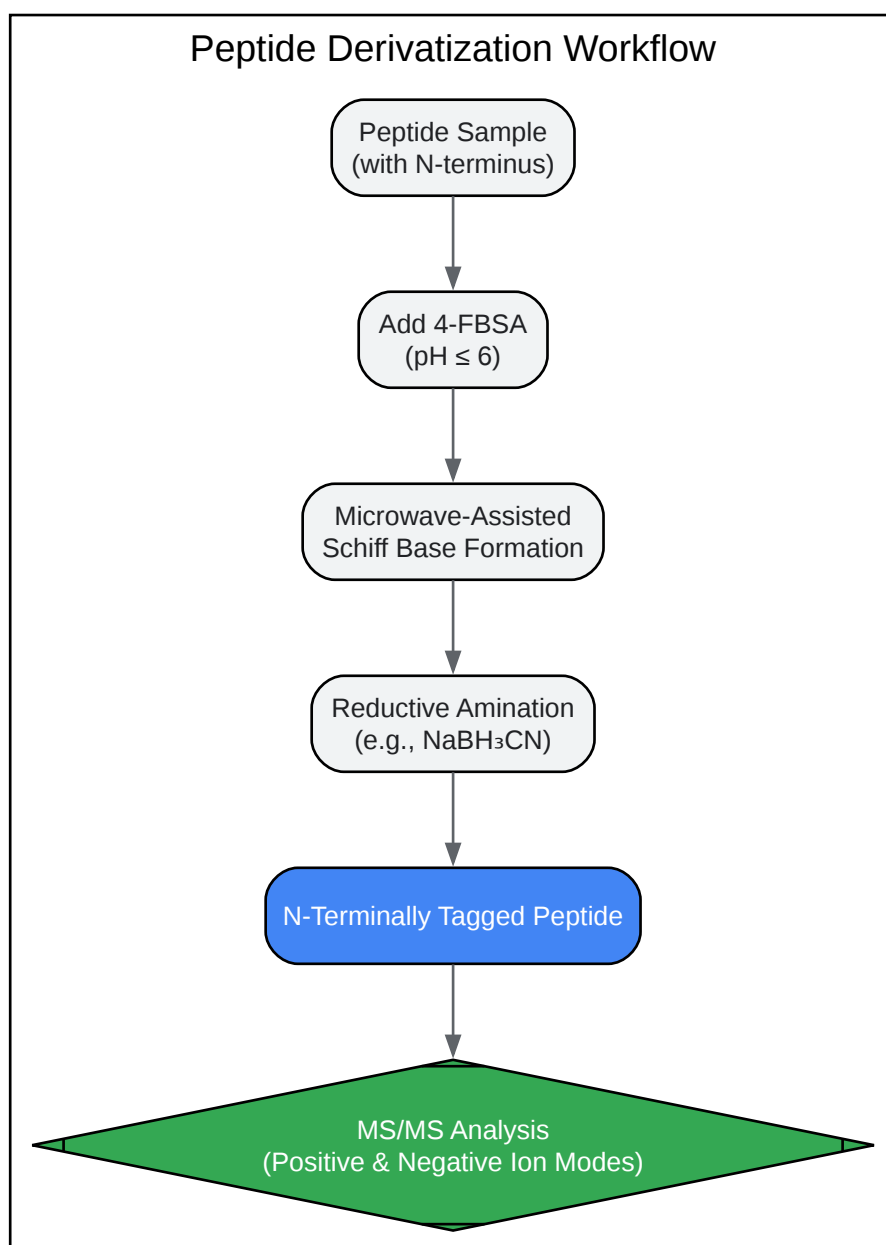 Peptide Derivatization Workflow
Peptide Sample
(with N-terminus)
Add 4-FBSA
(pH ≤ 6)
Microwave-Assisted
Schiff Base Formation
Reductive Amination
(e.g., NaBH₃CN)
N-Terminally Tagged Peptide
MS/MS Analysis
(Positive & Negative Ion Modes)